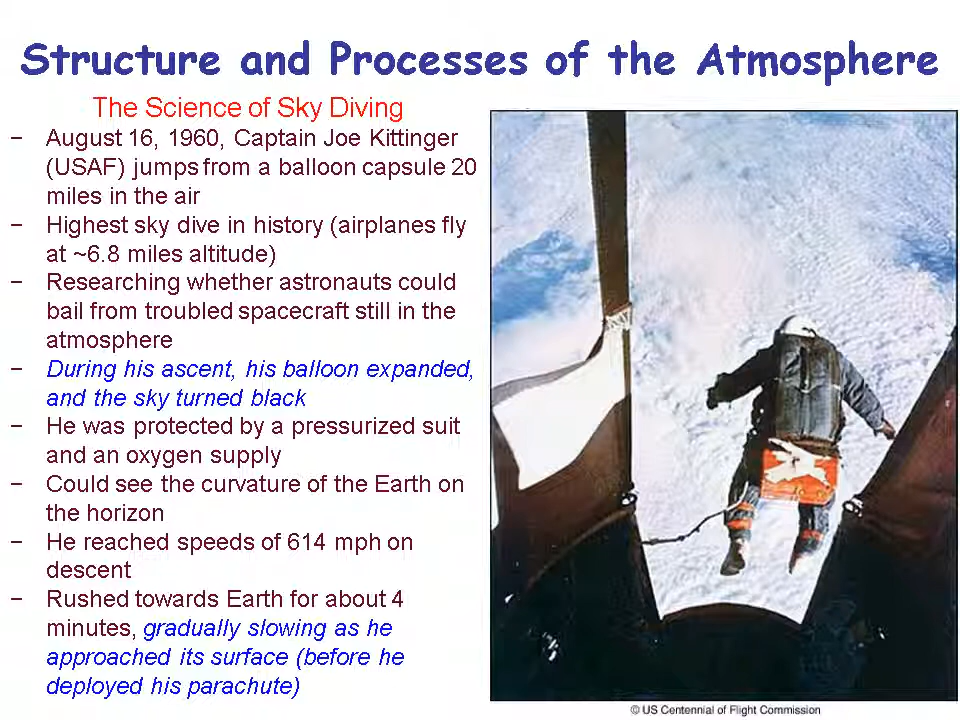 Structure and Processes of the Atmosphere
The Science of Sky Diving
− August 16, 1960, Captain Joe Kittinger
(USAF) jumps from a balloon capsule 20
miles in the air
− Highest sky dive in history (airplanes fly
at ~6.8 miles altitude)
− Researching whether astronauts could
bail from troubled spacecraft still in the
atmosphere
− During his ascent, his balloon expanded,
and the sky turned black
− He was protected by a pressurized suit
and an oxygen supply
− Could see the curvature of the Earth on
the horizon
− He reached speeds of 614 mph on
descent
− Rushed towards Earth for about 4
minutes, gradually slowing as he
approached its surface (before he
deployed his parachute)
© US Centennial of Flight Commission